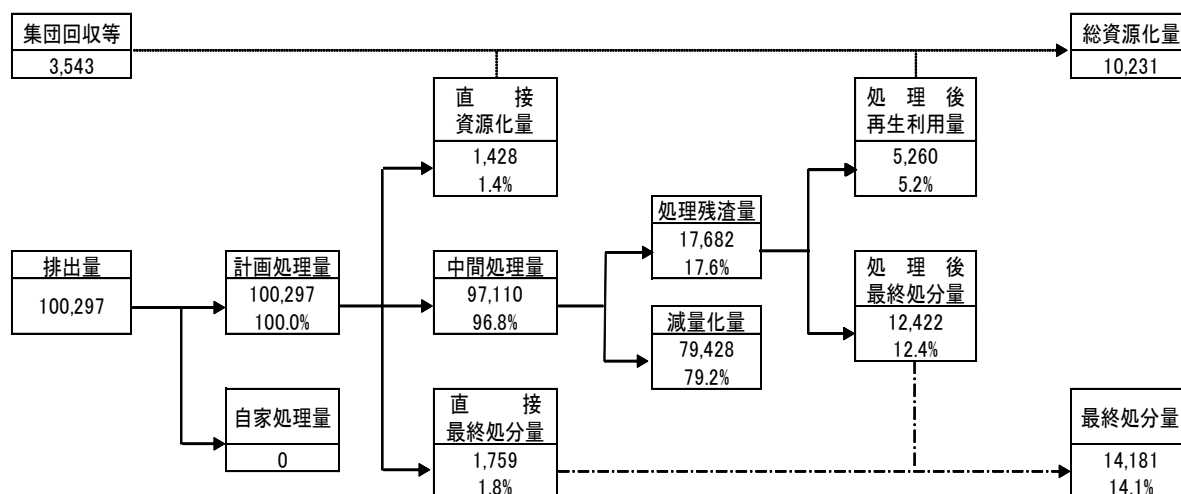 集団回収等
3,543
総資源化量
10,231
直　接
資源化量
1,428
1.4%
処　理　後
再生利用量
5,260
5.2%
処理残渣量
17,682
17.6%
排出量
100,297
計画処理量
100,297
100.0%
中間処理量
97,110
96.8%
減量化量
79,428
79.2%
処　理　後
最終処分量
12,422
12.4%
自家処理量
0
直　接
最終処分量
1,759
1.8%
最終処分量
14,181
14.1%